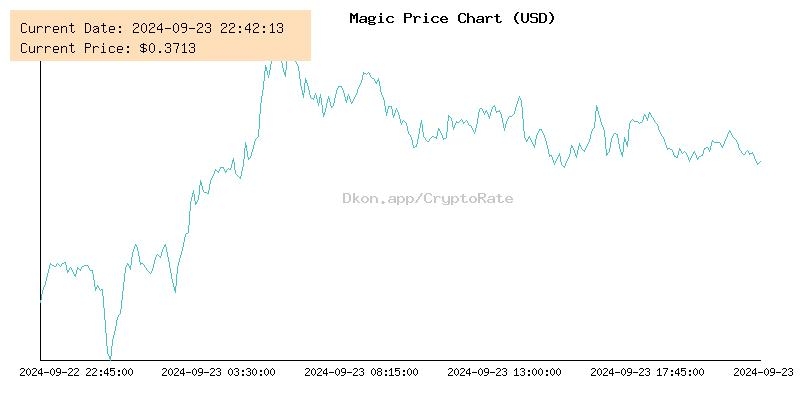 Magic Price Chart (USD)
Current Date: 2024-09-23 22:42:13
Current Price: $0.3713
Dkon.app/CryptoRate
2024-09-22 22:45:00 2024-09-23 03:30:00 2024-09-23 08:15:00 2024-09-23 13:00:00 2024-09-23 17:45:00 2024-09-23